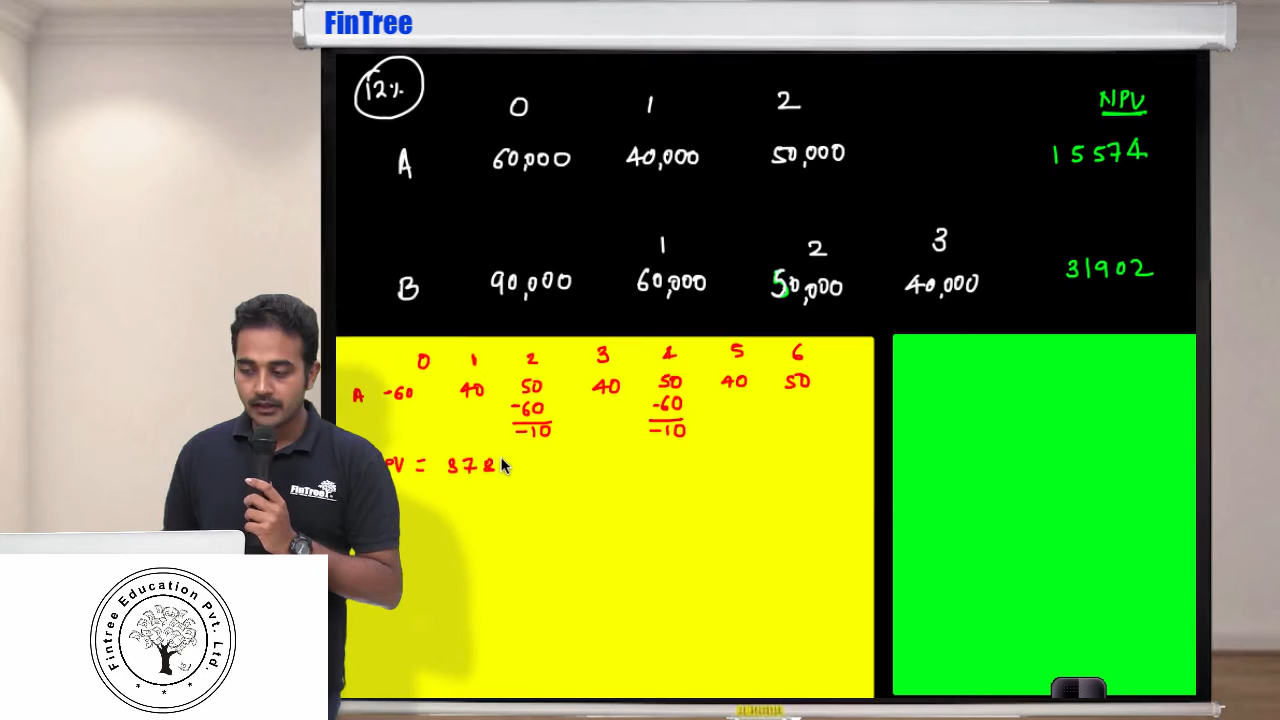 FinTree
12%
0 1 2 NPV
A 60,000 40,000 50,000 15574
1 2 3
B 90,000 60,000 50,000 40,000 31902
0 1 2 3 4 5 6
A -60 40 50 40 50 40 50
-60 -60
-10 -10
PV = 378
FinTree
Fintree Education Pvt. Ltd.